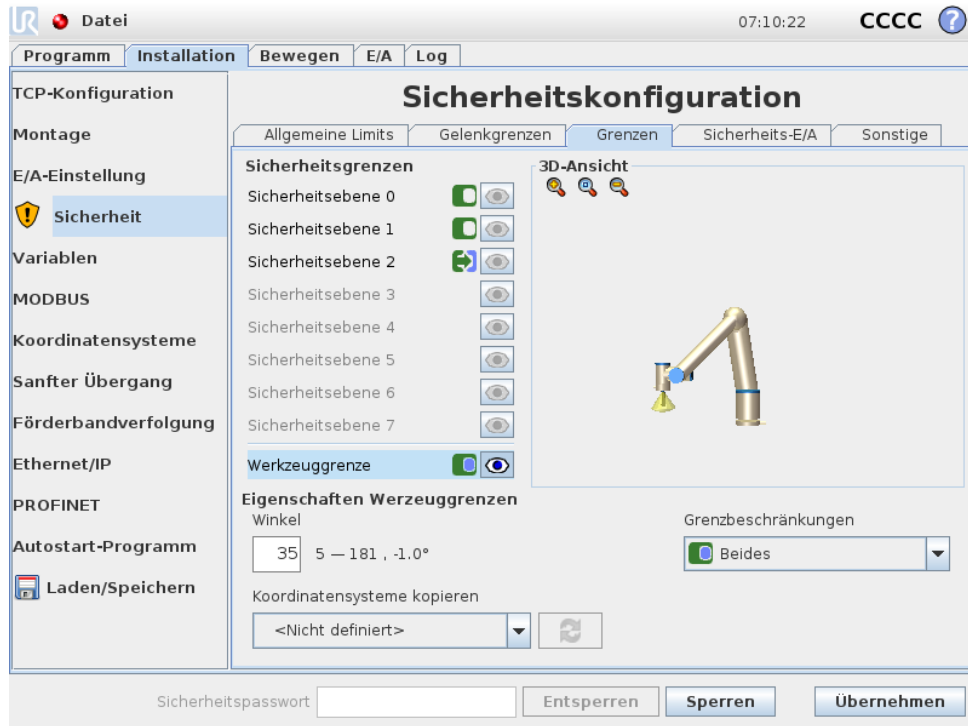 UR Datei 07:10:22 CCCC ?
Programm Installation Bewegen E/A Log
TCP-Konfiguration
Montage
E/A-Einstellung
Sicherheit
Variablen
MODBUS
Koordinatensysteme
Sanfter Übergang
Förderbandverfolgung
Ethernet/IP
PROFINET
Autostart-Programm
Laden/Speichern
Sicherheitskonfiguration
Allgemeine Limits Gelenkgrenzen Grenzen Sicherheits-E/A Sonstige
Sicherheitsgrenzen
Sicherheitsebene 0
Sicherheitsebene 1
Sicherheitsebene 2
Sicherheitsebene 3
Sicherheitsebene 4
Sicherheitsebene 5
Sicherheitsebene 6
Sicherheitsebene 7
Werkzeuggrenze
3D-Ansicht
Eigenschaften Werzeuggrenzen
Winkel
35 5 — 181 , -1.0°
Grenzbeschränkungen
Beides
Koordinatensysteme kopieren
<Nicht definiert>
Sicherheitspasswort Entsperren Sperren Übernehmen